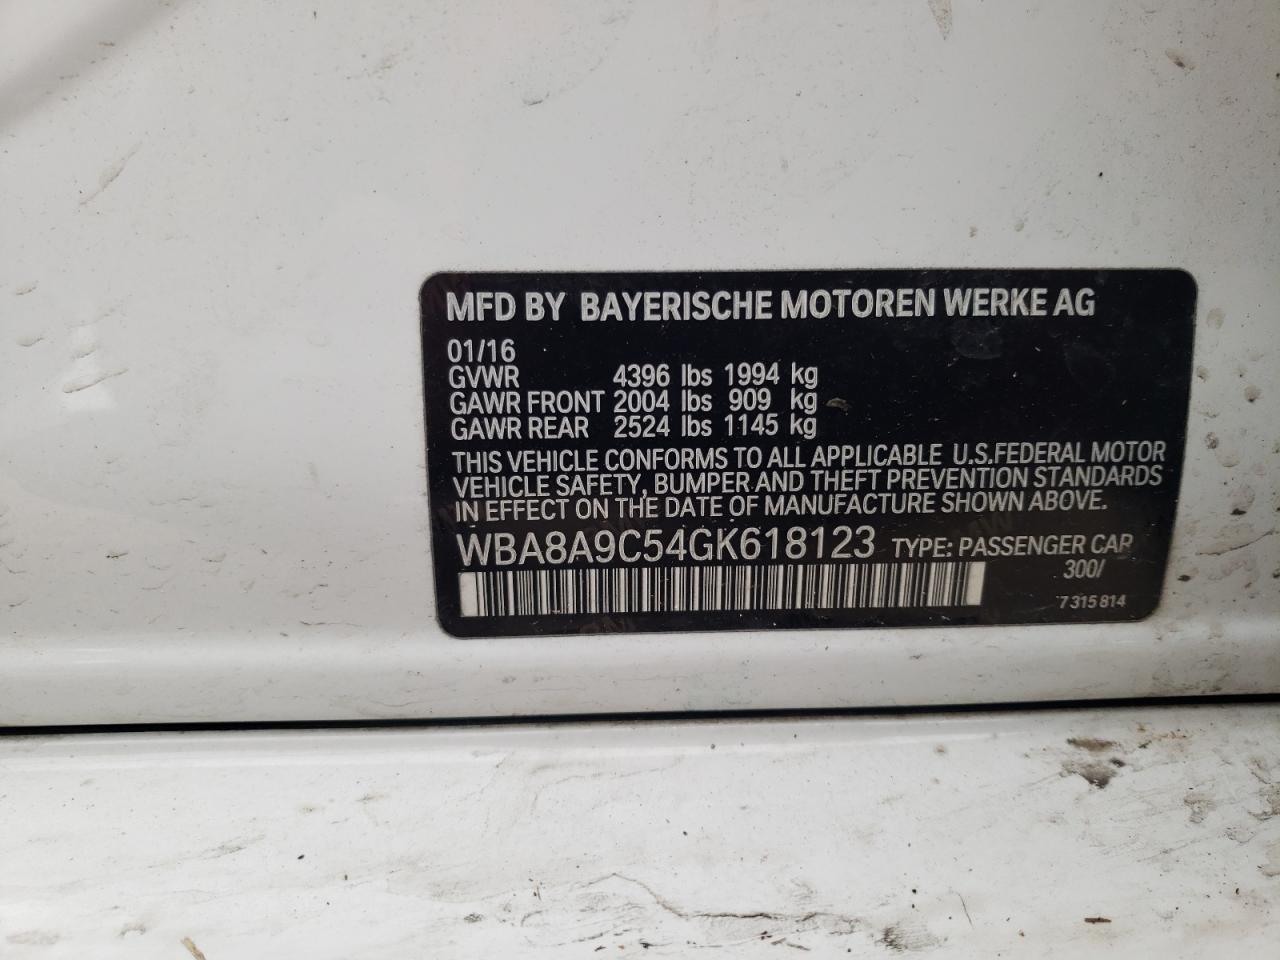 MFD BY BAYERISCHE MOTOREN WERKE AG
01/16
GVWR 4396 lbs 1994 kg
GAWR FRONT 2004 lbs 909 kg
GAWR REAR 2524 lbs 1145 kg
THIS VEHICLE CONFORMS TO ALL APPLICABLE U.S.FEDERAL MOTOR
VEHICLE SAFETY, BUMPER AND THEFT PREVENTION STANDARDS
IN EFFECT ON THE DATE OF MANUFACTURE SHOWN ABOVE.
WBA8A9C54GK618123 TYPE: PASSENGER CAR
300/
7 315 814